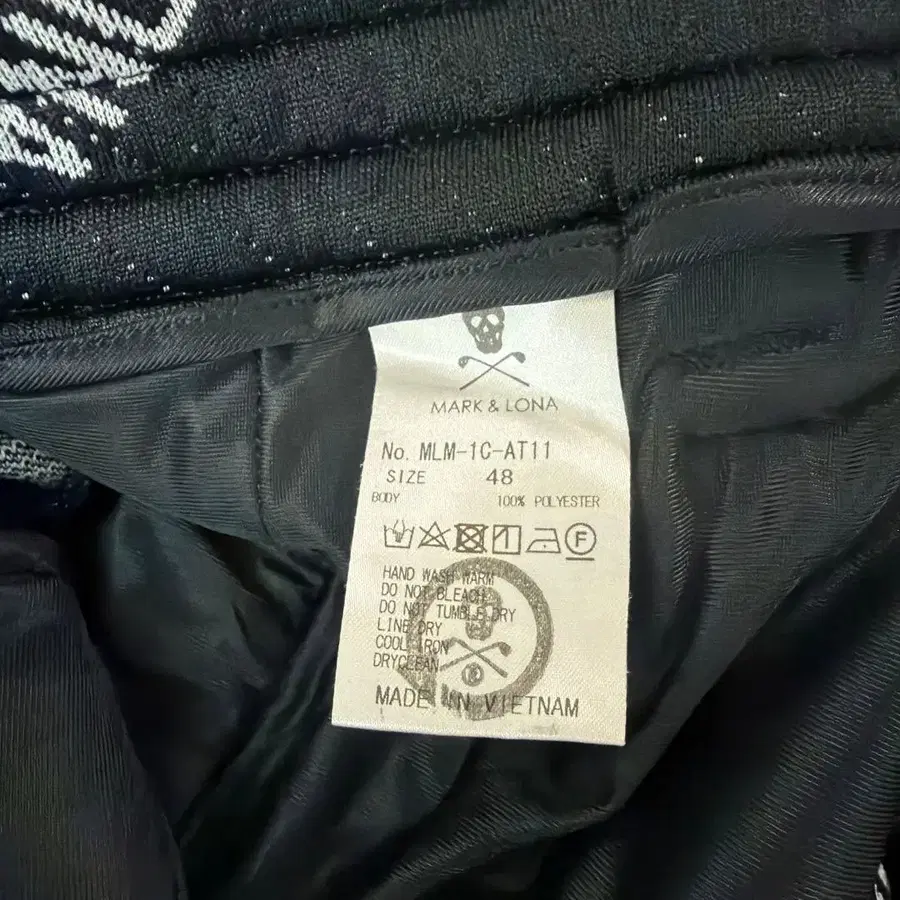 MARK & LONA
No. MLM-1C-AT11
SIZE 48
BODY 100% POLYESTER
F
HAND WASH WARM
DO NOT BLEACH
DO NOT TUMBLE DRY
LINE DRY
COOL IRON
DRYCLEAN
®
MADE IN VIETNAM